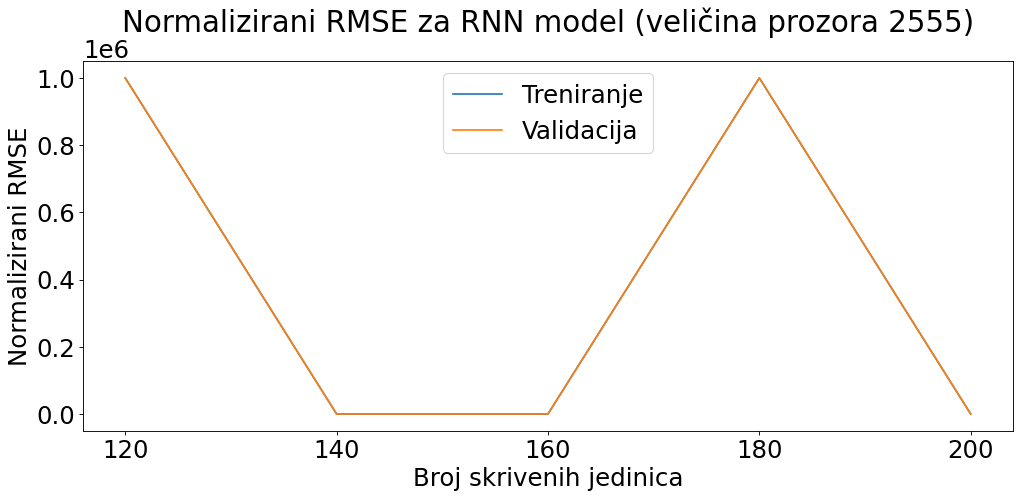 Normalizirani RMSE za RNN model (veličina prozora 2555)
1e6
1.0
0.8
0.6
0.4
0.2
0.0
Normalizirani RMSE
Treniranje
Validacija
120 140 160 180 200
Broj skrivenih jedinica